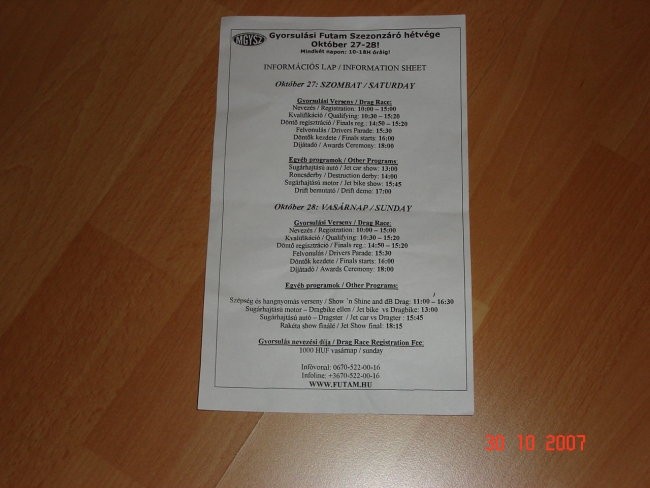 MGYSZ
Gyorsulási Futam Szezonzáró hétvége
Október 27-28!
Mindkét napon: 10-18H óráig!
INFORMÁCIÓS LAP / INFORMATION SHEET
Október 27: SZOMBAT / SATURDAY
Gyorsulási Verseny / Drag Race:
Nevezés / Registration: 10:00 – 15:00
Kvalifikáció / Qualifying: 10:30 – 15:20
Döntő regisztráció / Finals reg.: 14:50 – 15:20
Felvonulás / Drivers Parade: 15:30
Döntők kezdete / Finals starts: 16:00
Díjátadó / Awards Ceremony: 18:00
Egyéb programok / Other Programs:
Sugárhajtású autó / Jet car show: 13:00
Roncsderby / Destruction derby: 14:00
Sugárhajtású motor / Jet bike show: 15:45
Drift bemutató / Drift demo: 17:00
Október 28: VASÁRNAP / SUNDAY
Gyorsulási Verseny / Drag Race:
Nevezés / Registration: 10:00 – 15:00
Kvalifikáció / Qualifying: 10:30 – 15:20
Döntő regisztráció / Finals reg.: 14:50 – 15:20
Felvonulás / Drivers Parade: 15:30
Döntők kezdete / Finals starts: 16:00
Díjátadó / Awards Ceremony: 18:00
Egyéb programok / Other Programs:
Szépség és hangnyomás verseny / Show 'n Shine and dB Drag: 11:00 – 16:30
Sugárhajtású motor – Dragbike ellen / Jet bike vs Dragbike: 13:00
Sugárhajtású autó – Dragster / Jet car vs Dragter : 15:45
Rakéta show finálé / Jet Show final: 18:15
Gyorsulás nevezési díja / Drag Race Registration Fee:
1000 HUF vasárnap / sunday
Infóvonal: 0670-522-00-16
Infoline: +3670-522-00-16
WWW.FUTAM.HU
30 10 2007